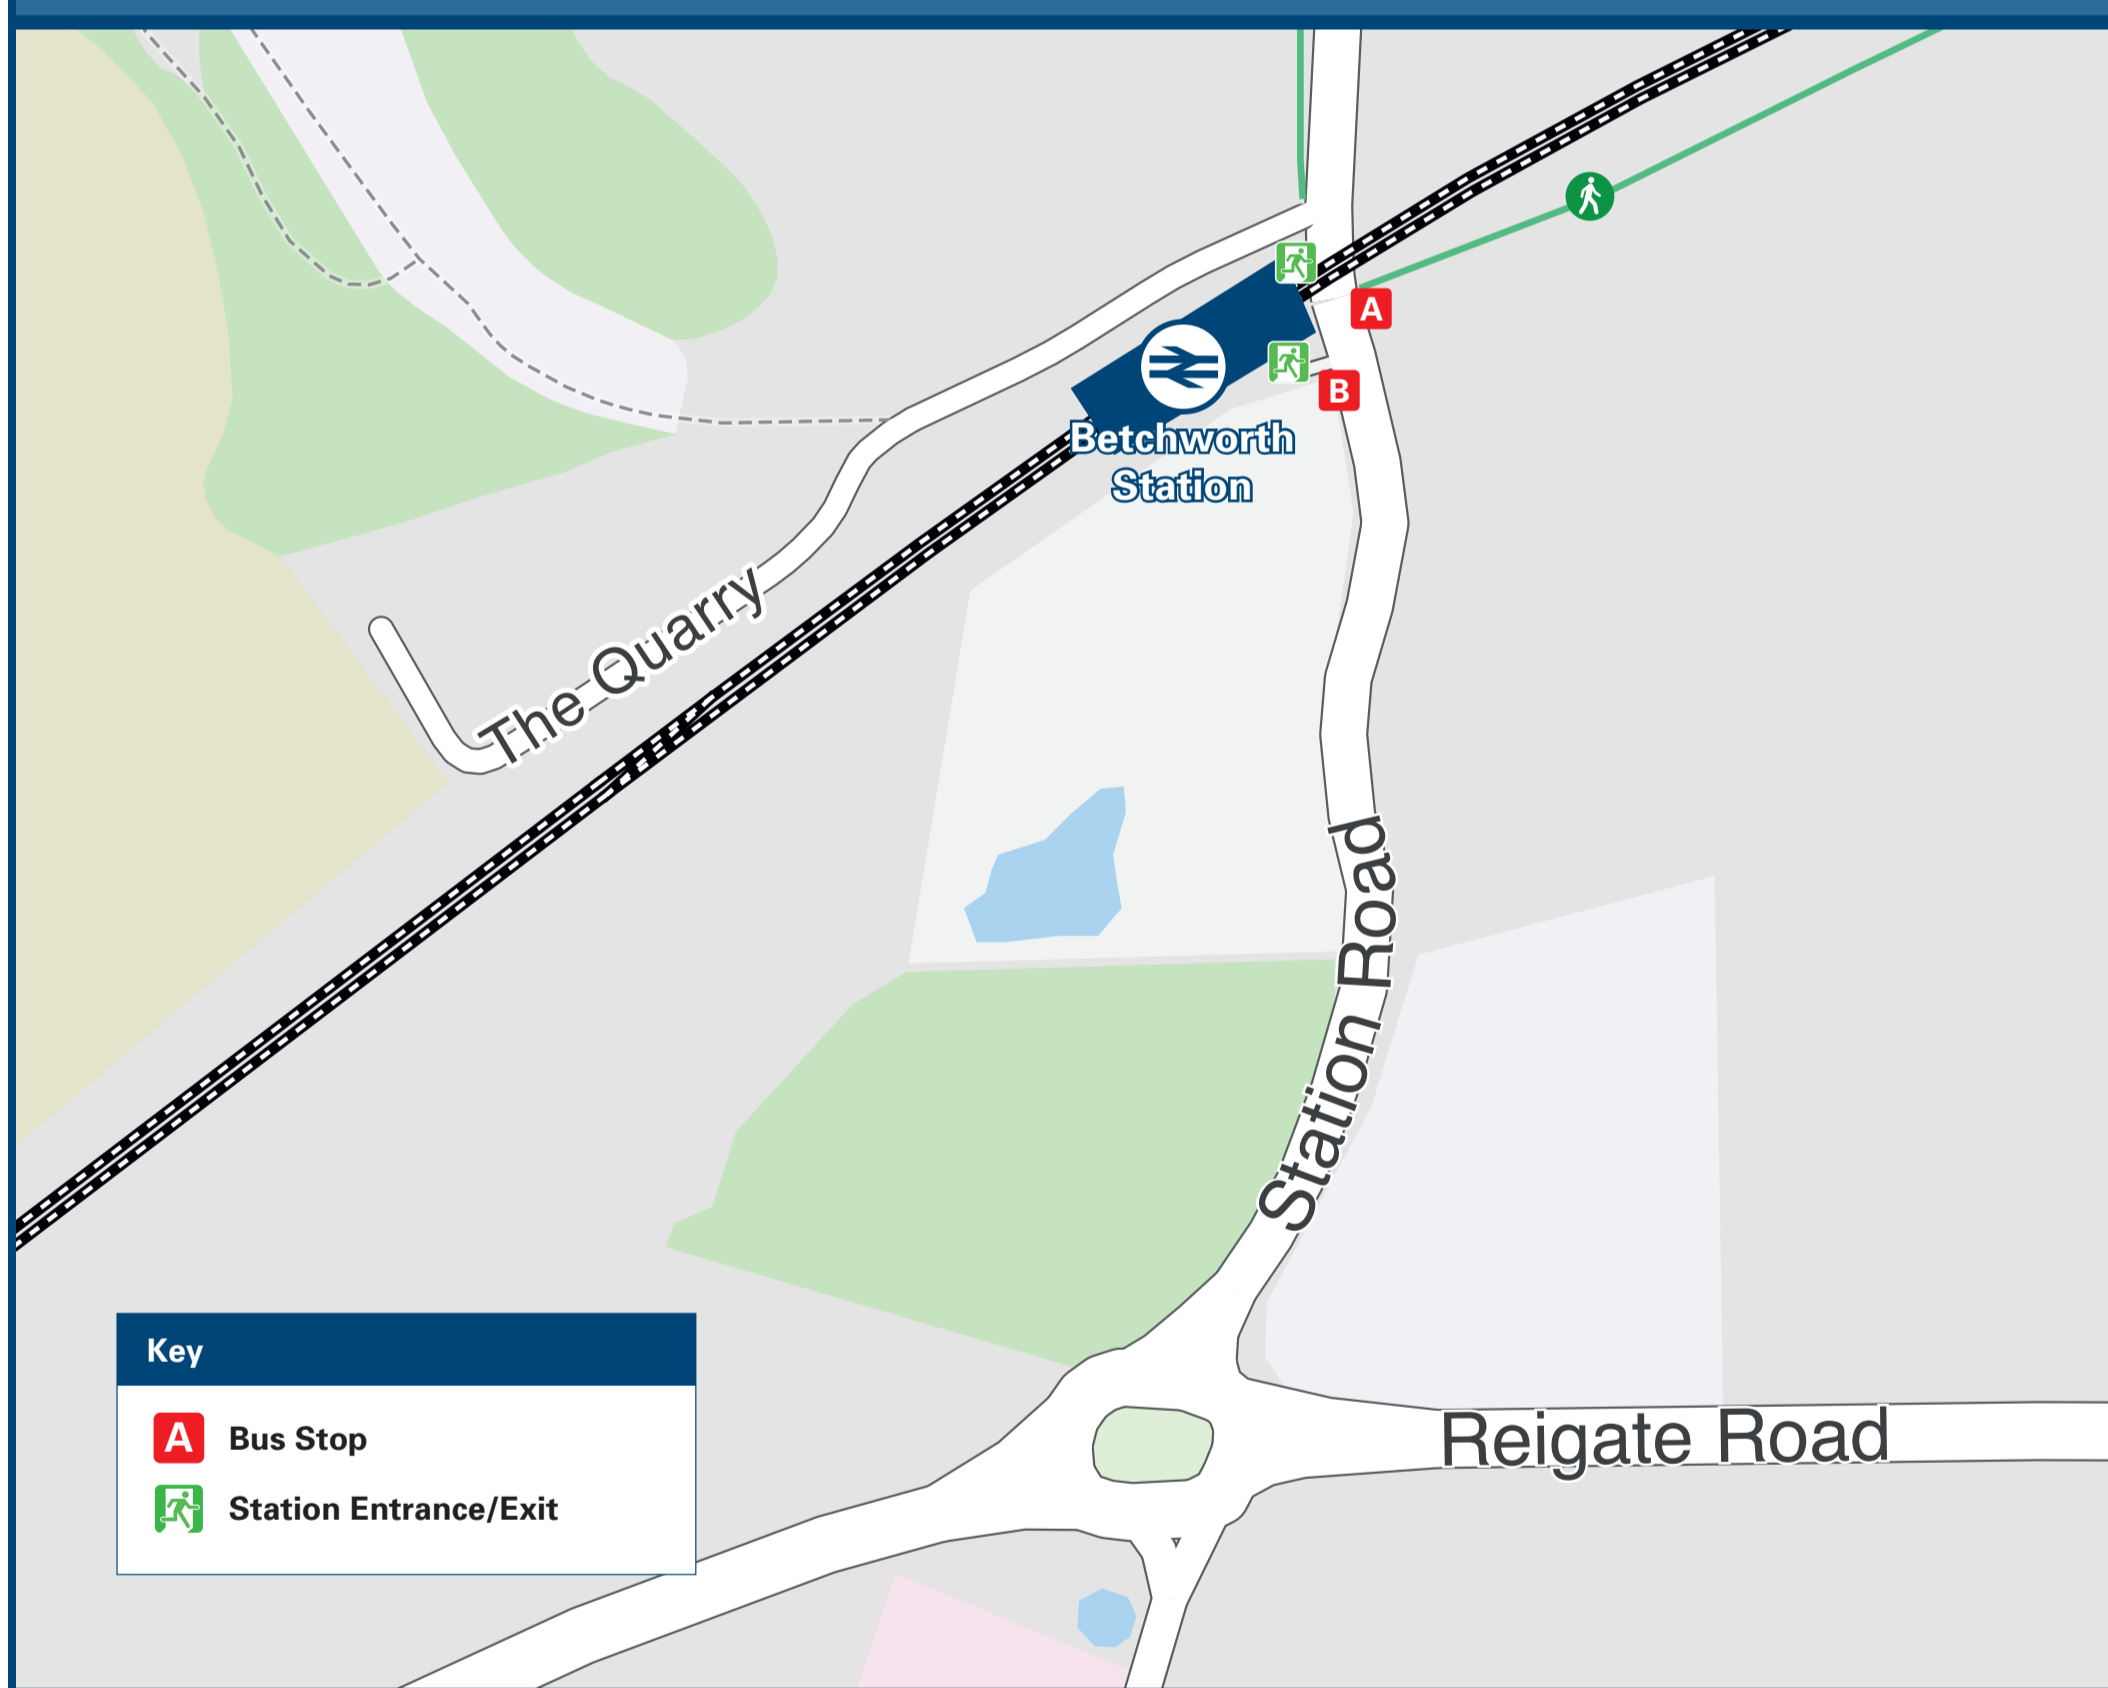 A
B
Betchworth
Station
The Quarry
Station Road
Reigate Road
Key
A Bus Stop
Station Entrance/Exit